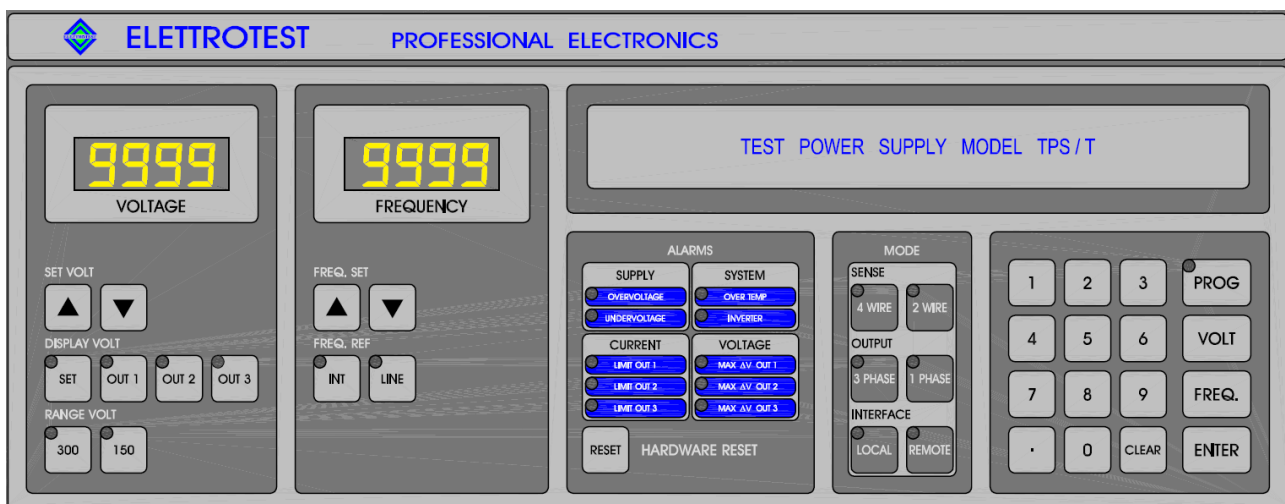 ELETTROTEST PROFESSIONAL ELECTRONICS
9999
VOLTAGE
SET VOLT
▲ ▼
DISPLAY VOLT
SET OUT 1 OUT 2 OUT 3
RANGE VOLT
300 150
9999
FREQUENCY
FREQ. SET
▲ ▼
FREQ. REF
INT LINE
TEST POWER SUPPLY MODEL TPS / T
ALARMS
SUPPLY
OVERVOLTAGE
UNDERVOLTAGE
SYSTEM
OVER TEMP
INVERTER
CURRENT
LIMIT OUT 1
LIMIT OUT 2
LIMIT OUT 3
VOLTAGE
MAX ΔV OUT 1
MAX ΔV OUT 2
MAX ΔV OUT 3
RESET HARDWARE RESET
MODE
SENSE
4 WIRE 2 WIRE
OUTPUT
3 PHASE 1 PHASE
INTERFACE
LOCAL REMOTE
1 2 3 PROG
4 5 6 VOLT
7 8 9 FREQ.
· 0 CLEAR ENTER